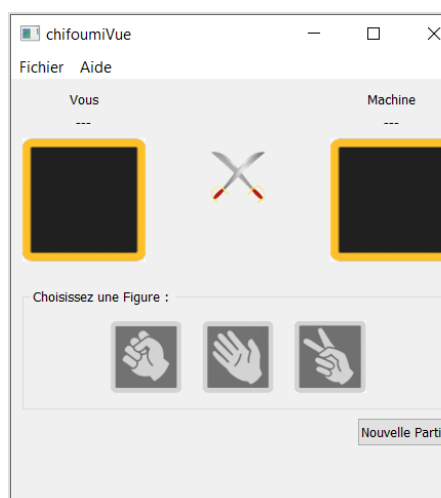 chifoumiVue
Fichier Aide
Vous Machine
--- ---
Choisissez une Figure :
Nouvelle Parti